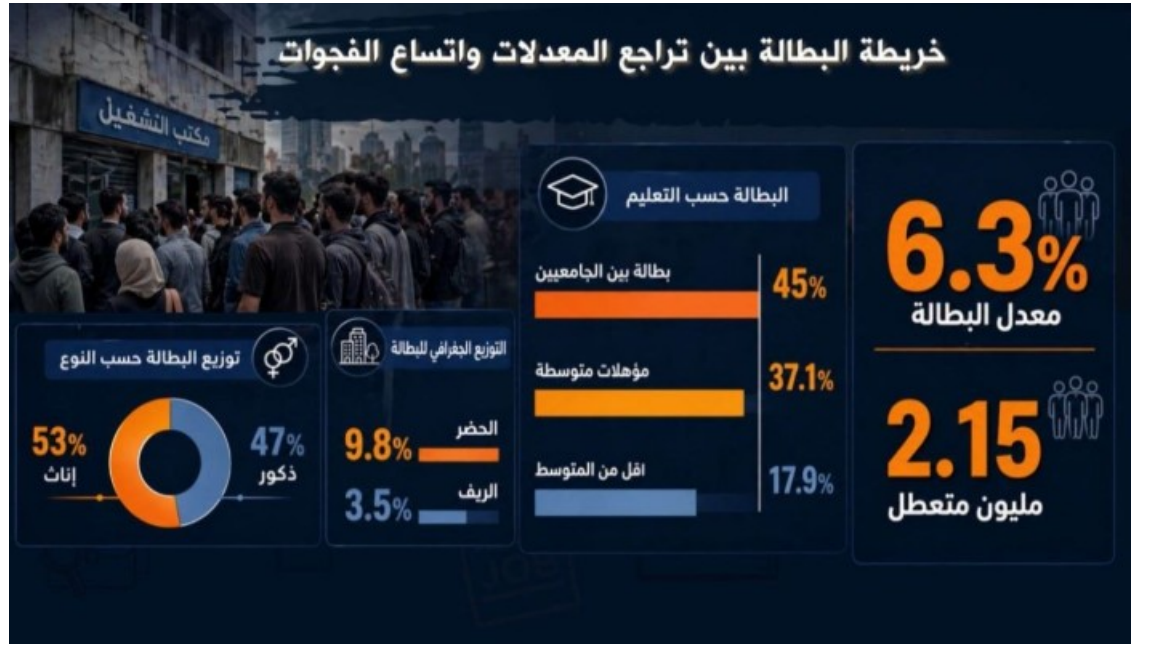 خريطة البطالة بين تراجع المعدلات واتساع الفجوات
مكتب التشغيل
6.3%
معدل البطالة
2.15
مليون متعطل
البطالة حسب التعليم
بطالة بين الجامعيين
45%
مؤهلات متوسطة
37.1%
اقل من المتوسط
17.9%
التوزيع الجغرافي للبطالة
الحضر
9.8%
الريف
3.5%
توزيع البطالة حسب النوع
47%
ذكور
53%
إناث
JOB